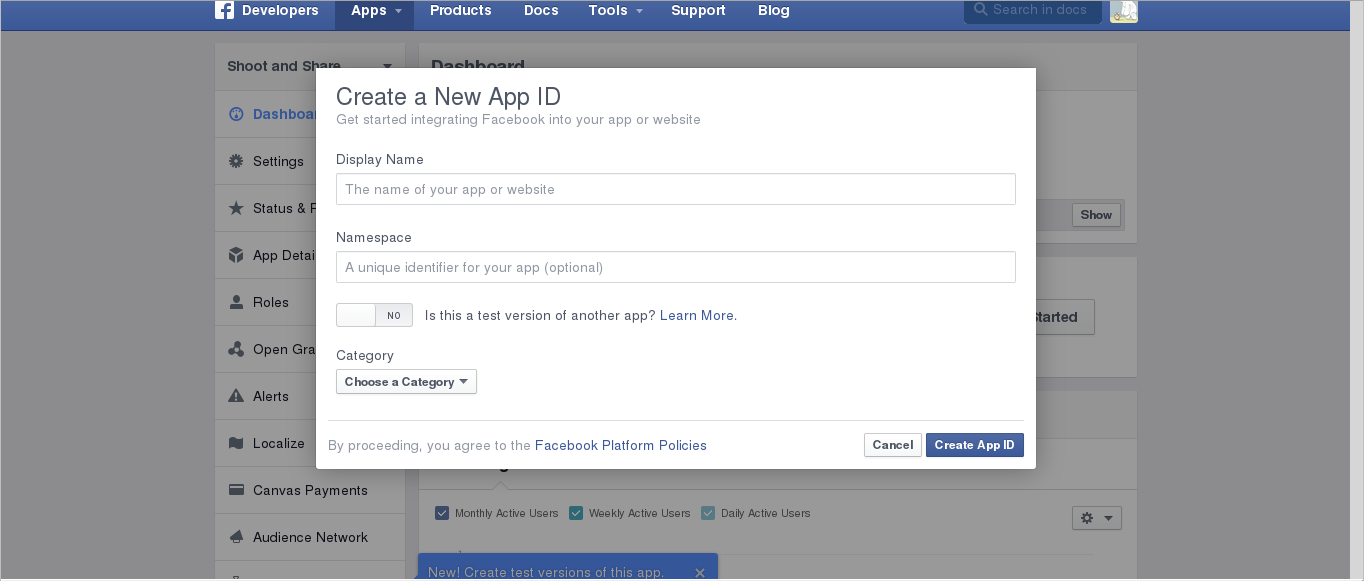 Developers Apps Products Docs Tools Support Blog Search in docs
Shoot and Share
Dashboard
Settings
Status &
App
Roles
Open
Alerts
Localize
Canvas Payments
Audience Network
Dashboard
Show
Started
Create a New App ID
Get started integrating Facebook into your app or website
Display Name
The name of your app or website
Namespace
A unique identifier for your app (optional)
NO Is this a test version of another app? Learn More.
Category
Choose a Category
By proceeding, you agree to the Facebook Platform Policies Cancel Create App ID
Monthly Active Users Weekly Active Users Daily Active Users
New! Create test versions of this app.